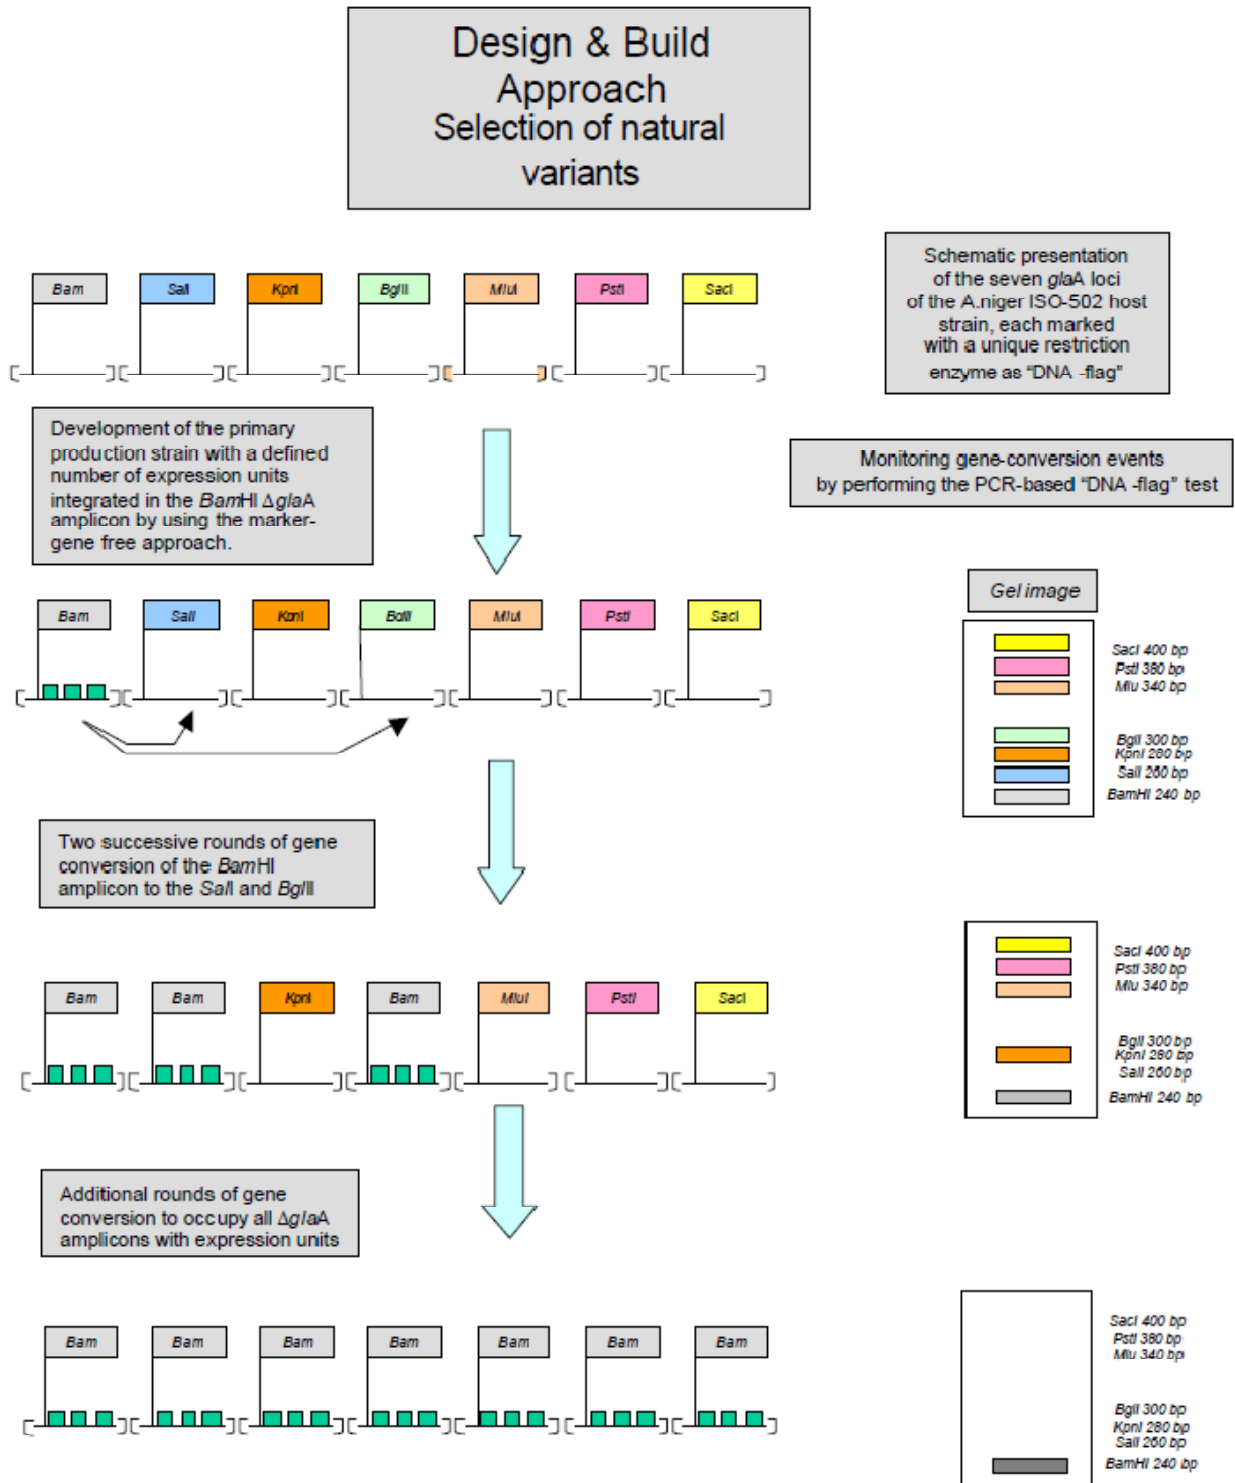 Design & Build
Approach
Selection of natural
variants
Bam
SalI
KpnI
BglII
MluI
PstI
SacI
Schematic presentation
of the seven glaA loci
of the A.niger ISO-502 host
strain, each marked
with a unique restriction
enzyme as “DNA -flag”
Development of the primary
production strain with a defined
number of expression units
integrated in the BamHI ΔglaA
amplicon by using the marker-
gene free approach.
Monitoring gene-conversion events
by performing the PCR-based “DNA -flag” test
Gel image
Bam
SalI
KpnI
BglII
MluI
PstI
SacI
SacI 400 bp
PstI 380 bp
Mlu 340 bp
BglI 300 bp
KpnI 280 bp
SalI 260 bp
BamHI 240 bp
Two successive rounds of gene
conversion of the BamHI
amplicon to the SalI and BglII
Bam
Bam
KpnI
Bam
MluI
PstI
SacI
SacI 400 bp
PstI 380 bp
Mlu 340 bp
BglI 300 bp
KpnI 280 bp
SalI 260 bp
BamHI 240 bp
Additional rounds of gene
conversion to occupy all ΔglaA
amplicons with expression units
Bam
Bam
Bam
Bam
Bam
Bam
Bam
SacI 400 bp
PstI 380 bp
Mlu 340 bp
BglI 300 bp
KpnI 280 bp
SalI 260 bp
BamHI 240 bp